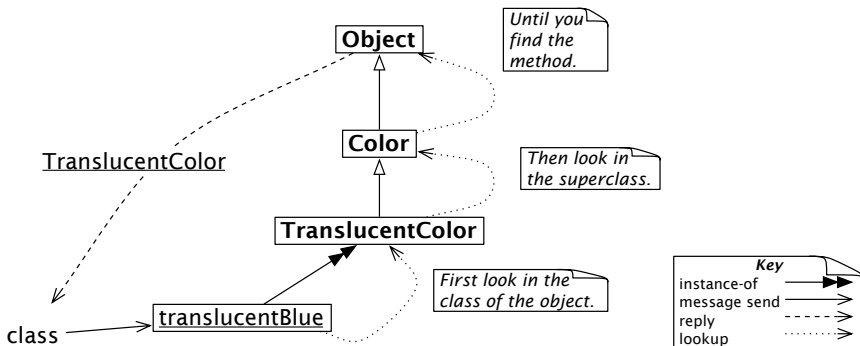 Object
Until you
find the
method.
Color
TranslucentColor
Then look in
the superclass.
TranslucentColor
First look in the
class of the object.
translucentBlue
class
Key
instance-of
message send
reply
lookup